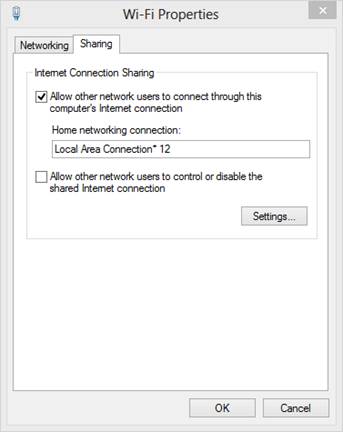 Wi-Fi Properties
Networking
Sharing
Internet Connection Sharing
Allow other network users to connect through this
computer's Internet connection
Home networking connection:
Local Area Connection* 12
Allow other network users to control or disable the
shared Internet connection
Settings...
OK
Cancel